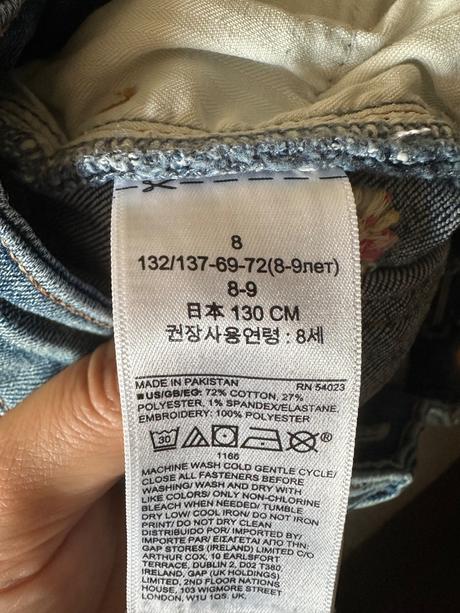 8
132/137-69-72(8-9лет)
8-9
日本 130 CM
권장사용연령 : 8세
MADE IN PAKISTAN RN 54023
■US/GB/EG: 72% COTTON, 27%
POLYESTER, 1% SPANDEX/ELASTANE,
EMBROIDERY: 100% POLYESTER
30 ®
1166
MACHINE WASH COLD GENTLE CYCLE/
CLOSE ALL FASTENERS BEFORE
WASHING/ WASH AND DRY WITH
LIKE COLORS/ ONLY NON-CHLORINE
BLEACH WHEN NEEDED/ TUMBLE
DRY LOW/ COOL IRON/ DO NOT IRON
PRINT/ DO NOT DRY CLEAN
DISTRIBUIDO POR/IMPORTED BY/
IMPORTE PAR/ ΕΙΣΑΓΕΤΑΙ ΑΠΟ ΤΗΝ:
GAP STORES (IRELAND) LIMITED C/O
ARTHUR COX, 10 EARLSFORT
TERRACE, DUBLIN 2, D02 T380
IRELAND, GAP (UK HOLDINGS)
LIMITED, 2ND FLOOR NATIONS
HOUSE, 103 WIGMORE STREET
LONDON, W1U 1QS, UK.